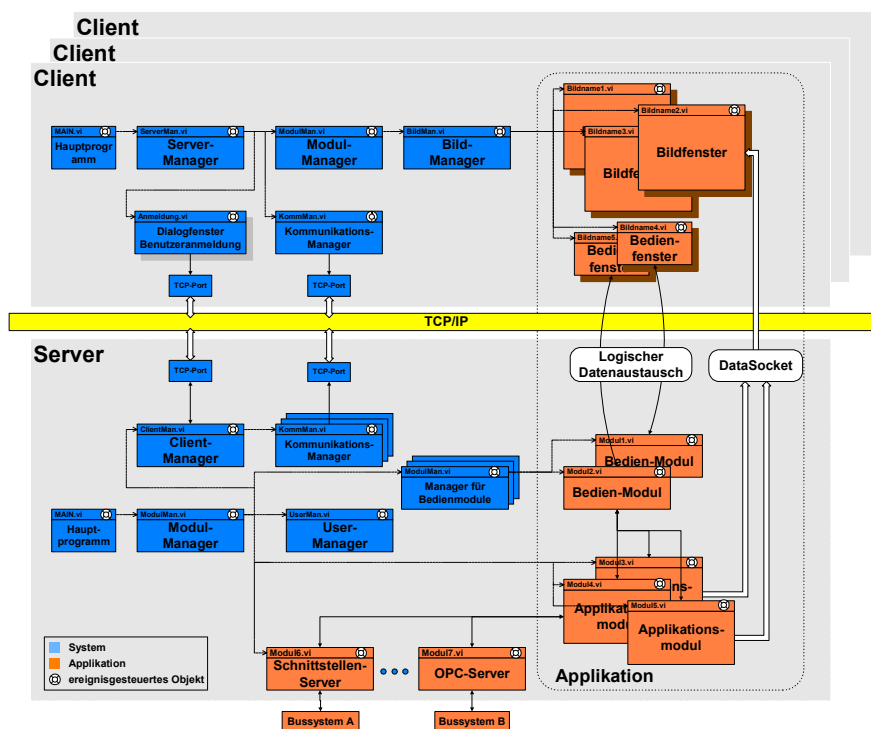 Client
Client
Client
Bildname1.vi
Bildname2.vi
Bildfenster
Bildname3.vi
MAIN.vi
Hauptprogr
amm
ServerMan.vi
Server-
Manager
ModulMan.vi
Modul-
Manager
BildMan.vi
Bild-
Manager
Anmeldung.vi
Dialogfenster
Benutzeranmeldung
KommMan.vi
Kommunikations-
Manager
Bildname4.vi
Bedien-
fenster
Bildname5.
fenster
TCP-Port
TCP-Port
TCP/IP
Server
Logischer
Datenaustausch
DataSocket
TCP-Port
TCP-Port
ClientMan.vi
Client-
Manager
KommMan.vi
Kommunikations-
Manager
Modul1.vi
Bedien-Modul
ModulMan.vi
Manager für
Bedienmodule
Modul2.vi
Bedien-Modul
MAIN.vi
Haupt-
programm
ModulMan.vi
Modul-
Manager
UserMan.vi
User-
Manager
Modul3.vi
Modul4.vi
Modul5.vi
Applikations-
modul
System
Applikation
ereignisgesteuertes Objekt
Modul6.vi
Schnittstellen-
Server
Modul7.vi
OPC-Server
Applikation
Bussystem A
Bussystem B